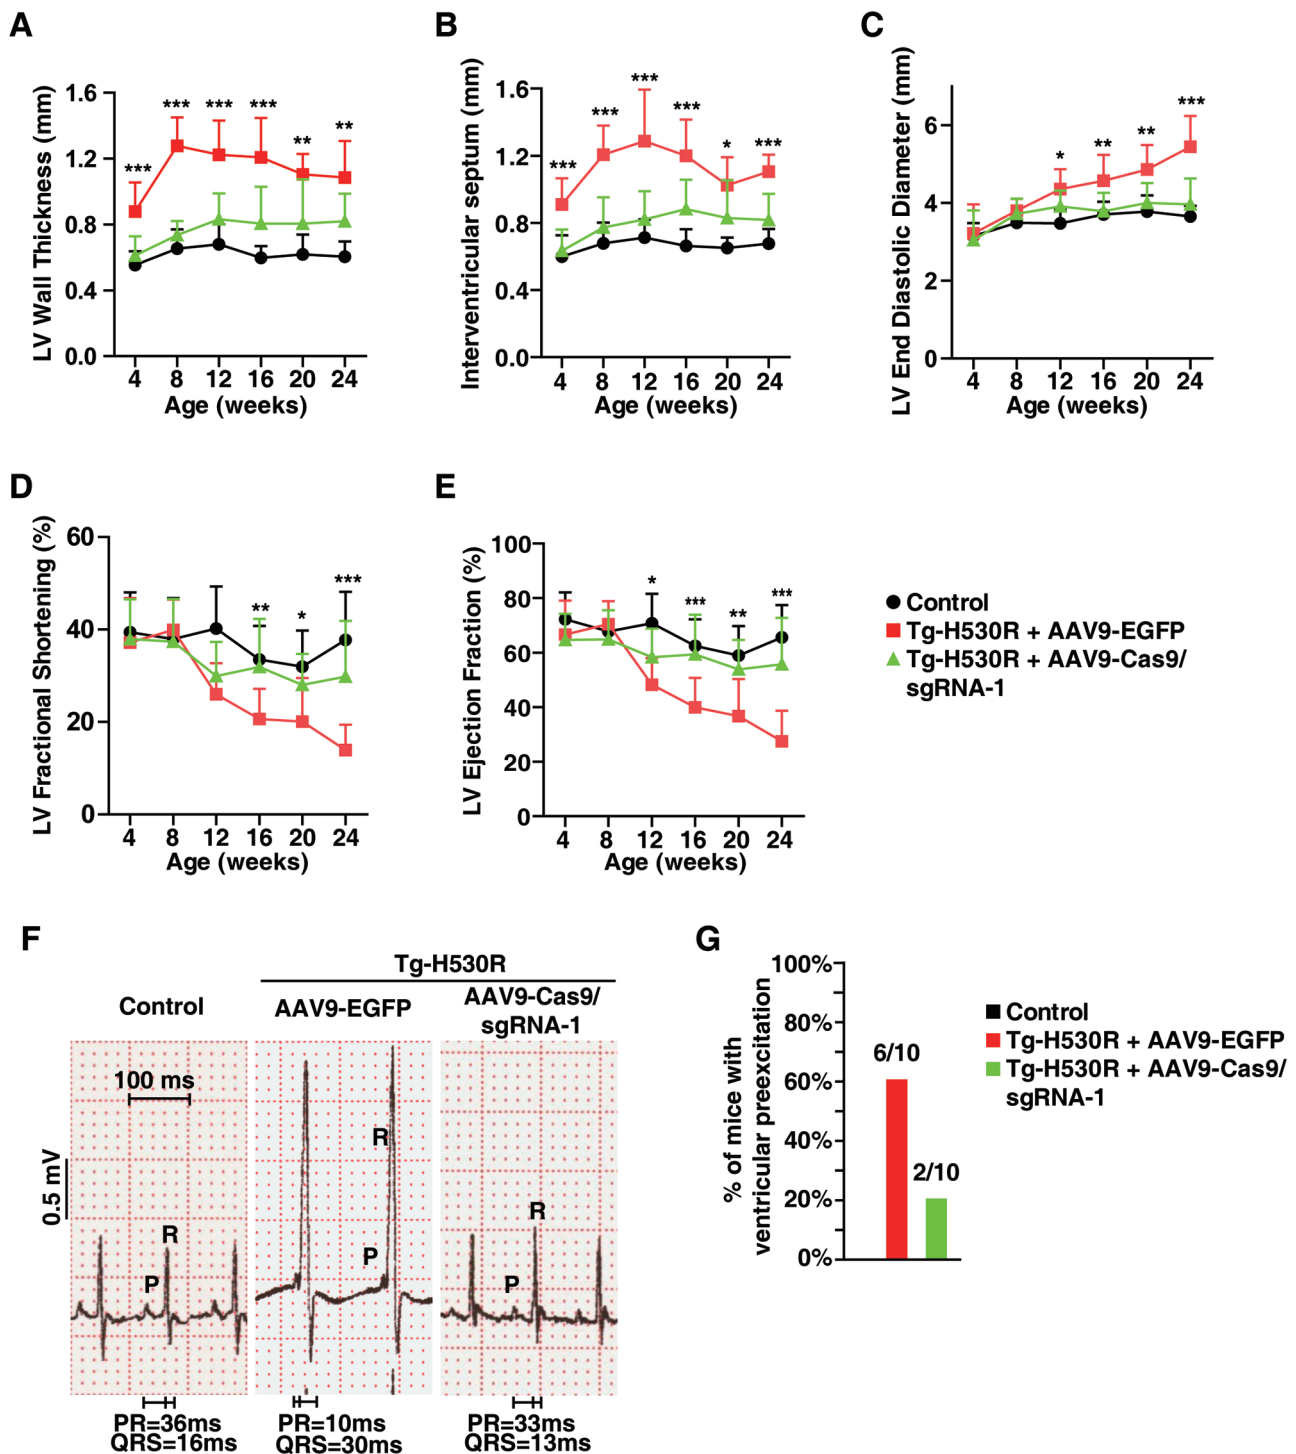 A
LV Wall Thickness (mm)
1.6
1.2
0.8
0.4
0.0
***
***
***
***
**
**
4 8 12 16 20 24
Age (weeks)
B
Interventricular septum (mm)
1.6
1.2
0.8
0.4
0.0
***
***
***
***
*
***
4 8 12 16 20 24
Age (weeks)
C
LV End Diastolic Diameter (mm)
6
4
2
0
*
**
**
***
4 8 12 16 20 24
Age (weeks)
D
LV Fractional Shortening (%)
60
40
20
0
**
*
***
4 8 12 16 20 24
Age (weeks)
E
LV Ejection Fraction (%)
100
80
60
40
20
0
*
***
**
***
4 8 12 16 20 24
Age (weeks)
Control
Tg-H530R + AAV9-EGFP
Tg-H530R + AAV9-Cas9/
sgRNA-1
F
Tg-H530R
Control
AAV9-EGFP
AAV9-Cas9/
sgRNA-1
100 ms
0.5 mV
P
R
P
R
P
R
PR=36ms
QRS=16ms
PR=10ms
QRS=30ms
PR=33ms
QRS=13ms
G
% of mice with
ventricular preexcitation
100%
80%
60%
40%
20%
0%
6/10
2/10
Control
Tg-H530R + AAV9-EGFP
Tg-H530R + AAV9-Cas9/
sgRNA-1